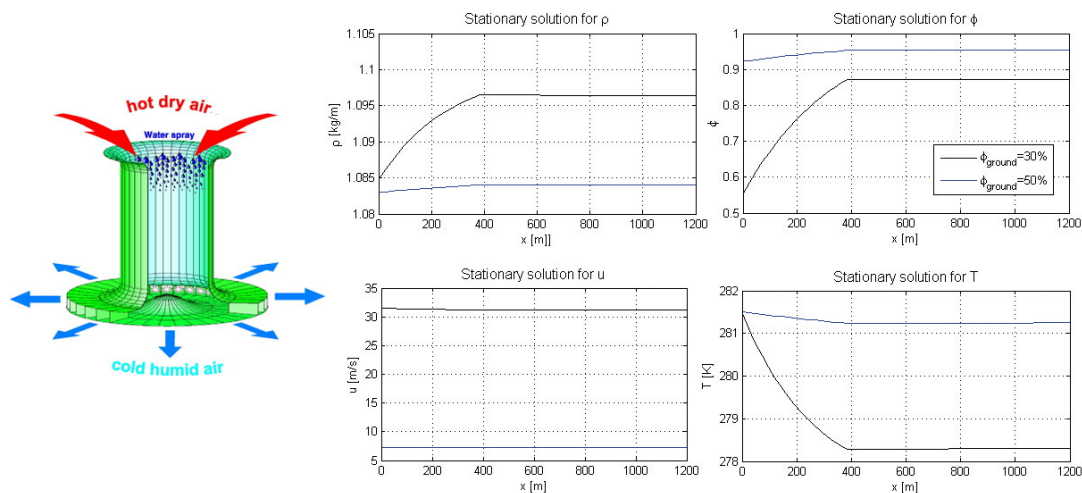 hot dry air
Water spray
cold humid air
Stationary solution for ρ
1.105
1.1
1.095
1.09
1.085
1.08
ρ [kg/m]
0 200 400 600 800 1000 1200
x [m]]
Stationary solution for ϕ
1
0.9
0.8
0.7
0.6
0.5
ϕ
ϕground=30%
ϕground=50%
0 200 400 600 800 1000 1200
x [m]
Stationary solution for u
35
30
25
20
15
10
5
u [m/s]
0 200 400 600 800 1000 1200
x [m]
Stationary solution for T
282
281
280
279
278
T [K]
0 200 400 600 800 1000 1200
x [m]